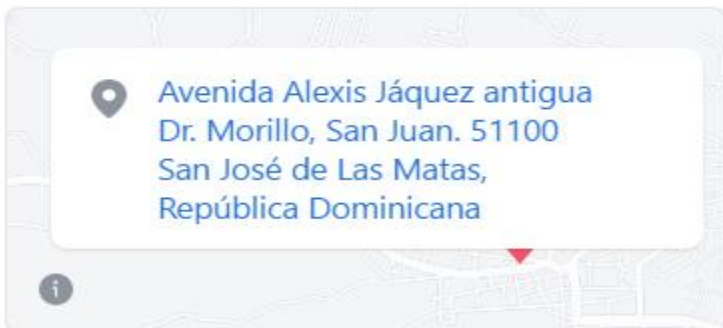 Avenida Alexis Jáquez antigua
Dr. Morillo, San Juan. 51100
San José de Las Matas,
República Dominicana